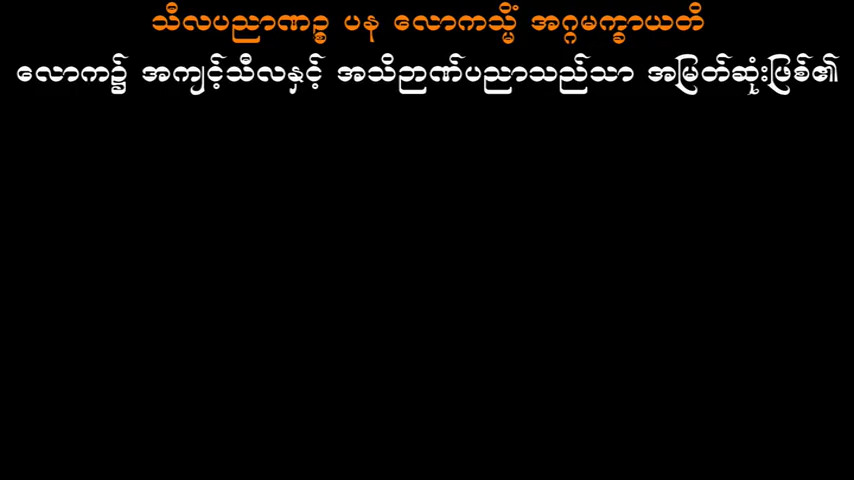 သီလပညာဏဉ္စ ပန လောကသ္မိံ အဂ္ဂမက္ခာယတိ
လောက၌ အကျင့်သီလနှင့် အသိဉာဏ်ပညာသည်သာ အမြတ်ဆုံးဖြစ်၏